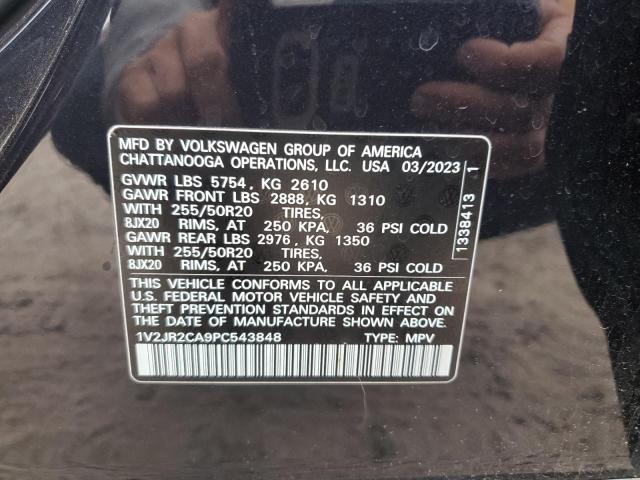 MFD BY VOLKSWAGEN GROUP OF AMERICA
CHATTANOOGA OPERATIONS, LLC. USA 03/2023
GVWR LBS 5754, KG 2610
GAWR FRONT LBS 2888, KG 1310
WITH 255/50R20 TIRES,
8JX20 RIMS, AT 250 KPA, 36 PSI COLD
GAWR REAR LBS 2976, KG 1350
WITH 255/50R20 TIRES,
8JX20 RIMS, AT 250 KPA, 36 PSI COLD
THIS VEHICLE CONFORMS TO ALL APPLICABLE
U.S. FEDERAL MOTOR VEHICLE SAFETY AND
THEFT PREVENTION STANDARDS IN EFFECT ON
THE DATE OF MANUFACTURE SHOWN ABOVE.
1V2JR2CA9PC543848 TYPE: MPV
1338413 1